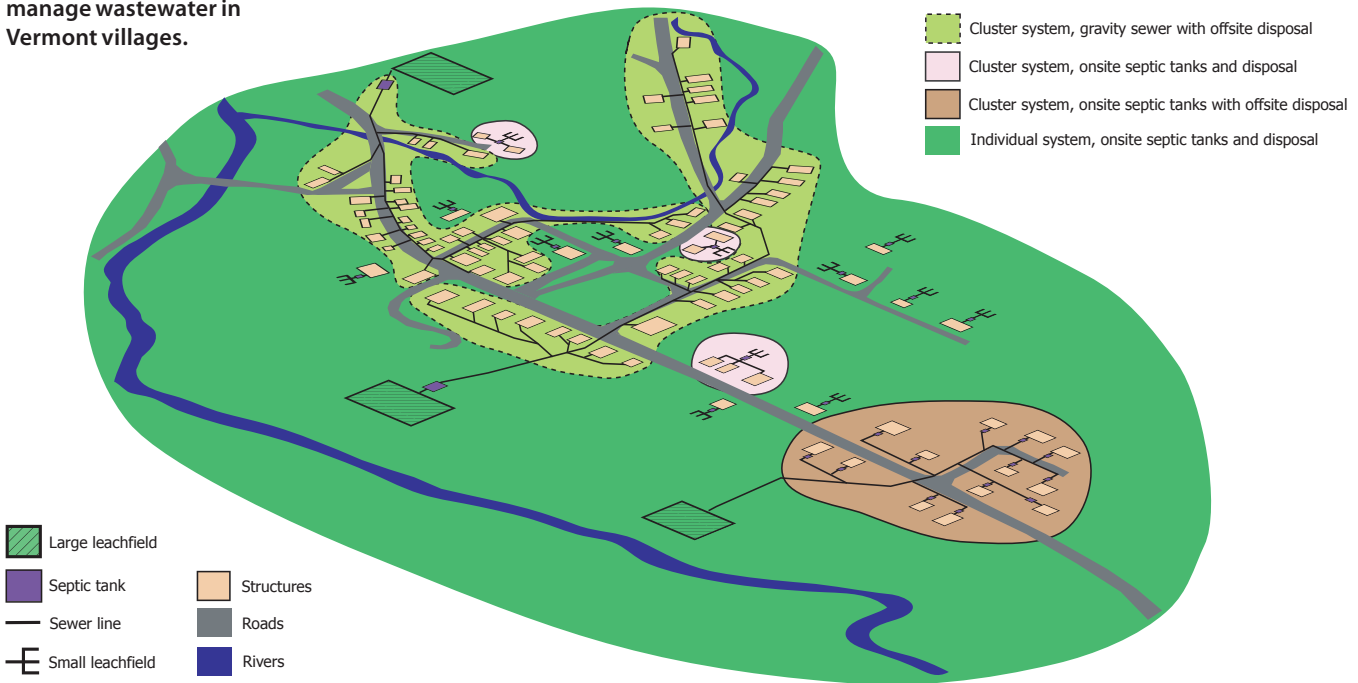 manage wastewater in
Vermont villages.
Cluster system, gravity sewer with offsite disposal
Cluster system, onsite septic tanks and disposal
Cluster system, onsite septic tanks with offsite disposal
Individual system, onsite septic tanks and disposal
Large leachfield
Septic tank
Sewer line
Small leachfield
Structures
Roads
Rivers